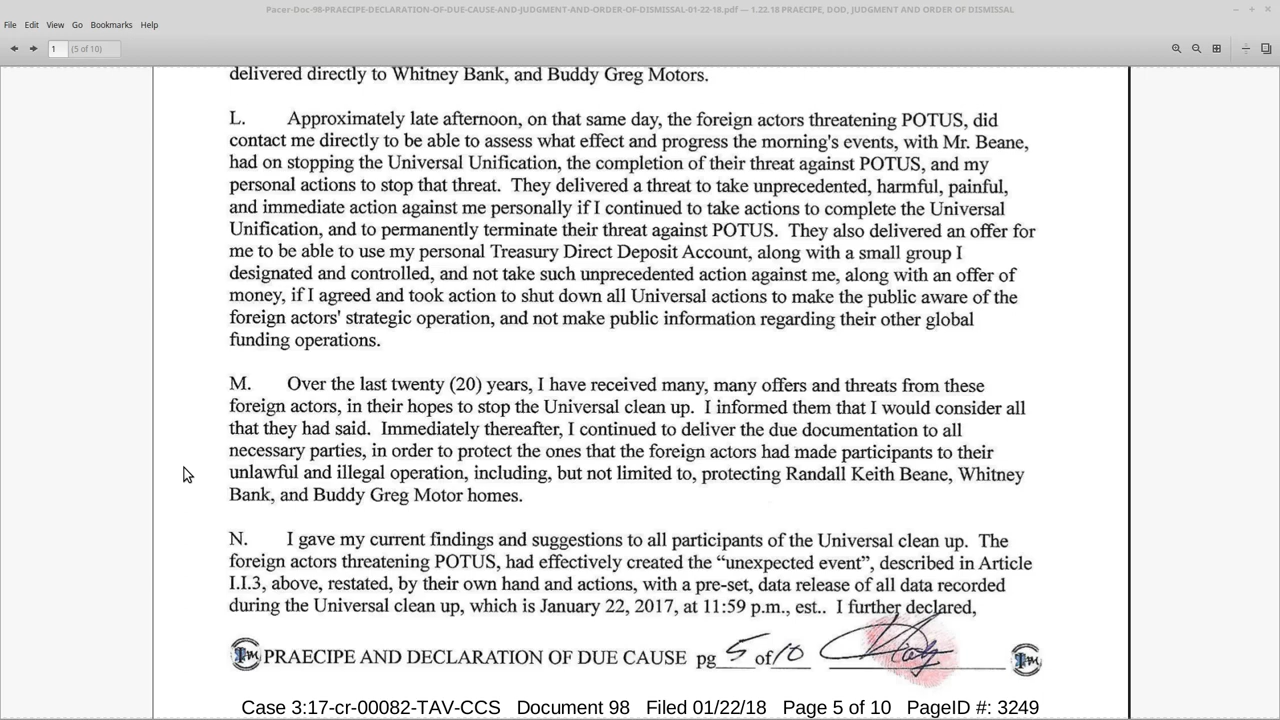 Pacer-Doc-98-PRAECIPE-DECLARATION-OF-DUE-CAUSE-AND-JUDGMENT-AND-ORDER-OF-DISMISSAL-01-22-18.pdf — 1.22.18 PRAECIPE, DOD, JUDGMENT AND ORDER OF DISMISSAL
File Edit View Go Bookmarks Help
1 (5 of 10)
delivered directly to Whitney Bank, and Buddy Greg Motors.
L. Approximately late afternoon, on that same day, the foreign actors threatening POTUS, did
contact me directly to be able to assess what effect and progress the morning's events, with Mr. Beane,
had on stopping the Universal Unification, the completion of their threat against POTUS, and my
personal actions to stop that threat. They delivered a threat to take unprecedented, harmful, painful,
and immediate action against me personally if I continued to take actions to complete the Universal
Unification, and to permanently terminate their threat against POTUS. They also delivered an offer for
me to be able to use my personal Treasury Direct Deposit Account, along with a small group I
designated and controlled, and not take such unprecedented action against me, along with an offer of
money, if I agreed and took action to shut down all Universal actions to make the public aware of the
foreign actors' strategic operation, and not make public information regarding their other global
funding operations.
M. Over the last twenty (20) years, I have received many, many offers and threats from these
foreign actors, in their hopes to stop the Universal clean up. I informed them that I would consider all
that they had said. Immediately thereafter, I continued to deliver the due documentation to all
necessary parties, in order to protect the ones that the foreign actors had made participants to their
unlawful and illegal operation, including, but not limited to, protecting Randall Keith Beane, Whitney
Bank, and Buddy Greg Motor homes.
N. I gave my current findings and suggestions to all participants of the Universal clean up. The
foreign actors threatening POTUS, had effectively created the “unexpected event”, described in Article
I.I.3, above, restated, by their own hand and actions, with a pre-set, data release of all data recorded
during the Universal clean up, which is January 22, 2017, at 11:59 p.m., est.. I further declared,
PRAECIPE AND DECLARATION OF DUE CAUSE pg 5 of 10
Case 3:17-cr-00082-TAV-CCS Document 98 Filed 01/22/18 Page 5 of 10 PageID #: 3249